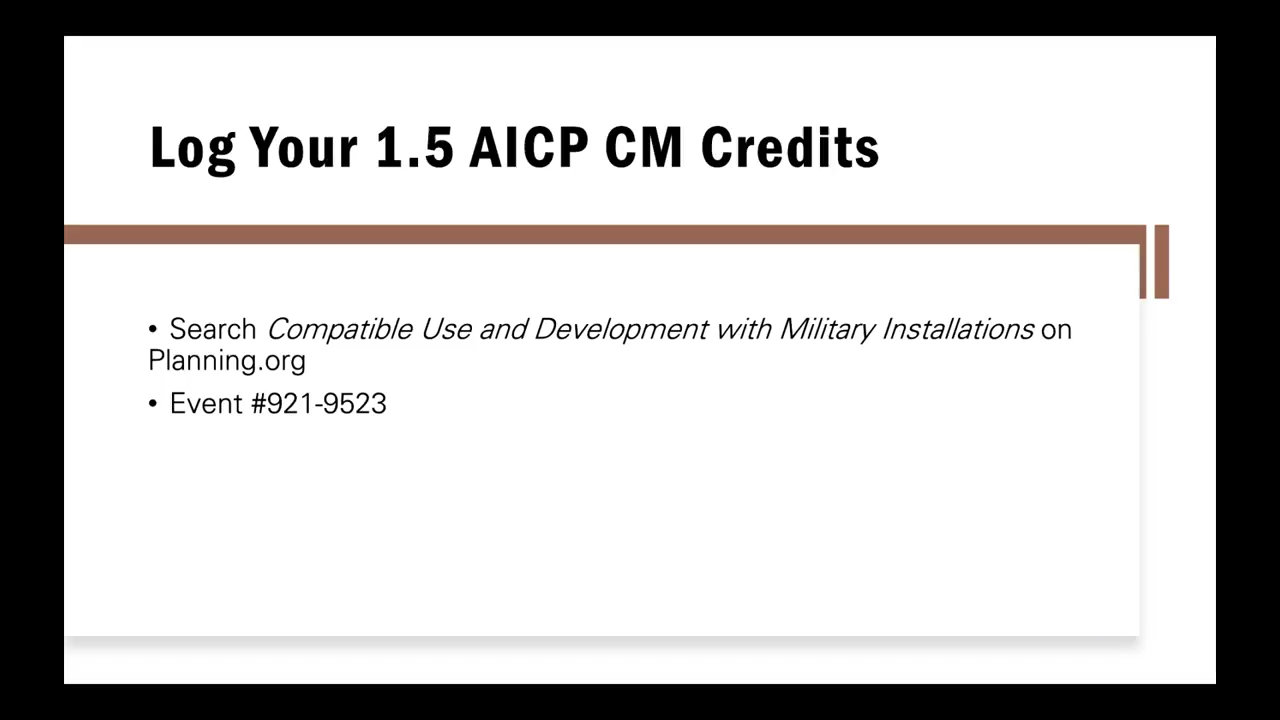 Log Your 1.5 AICP CM Credits
• Search Compatible Use and Development with Military Installations on
Planning.org
• Event #921-9523